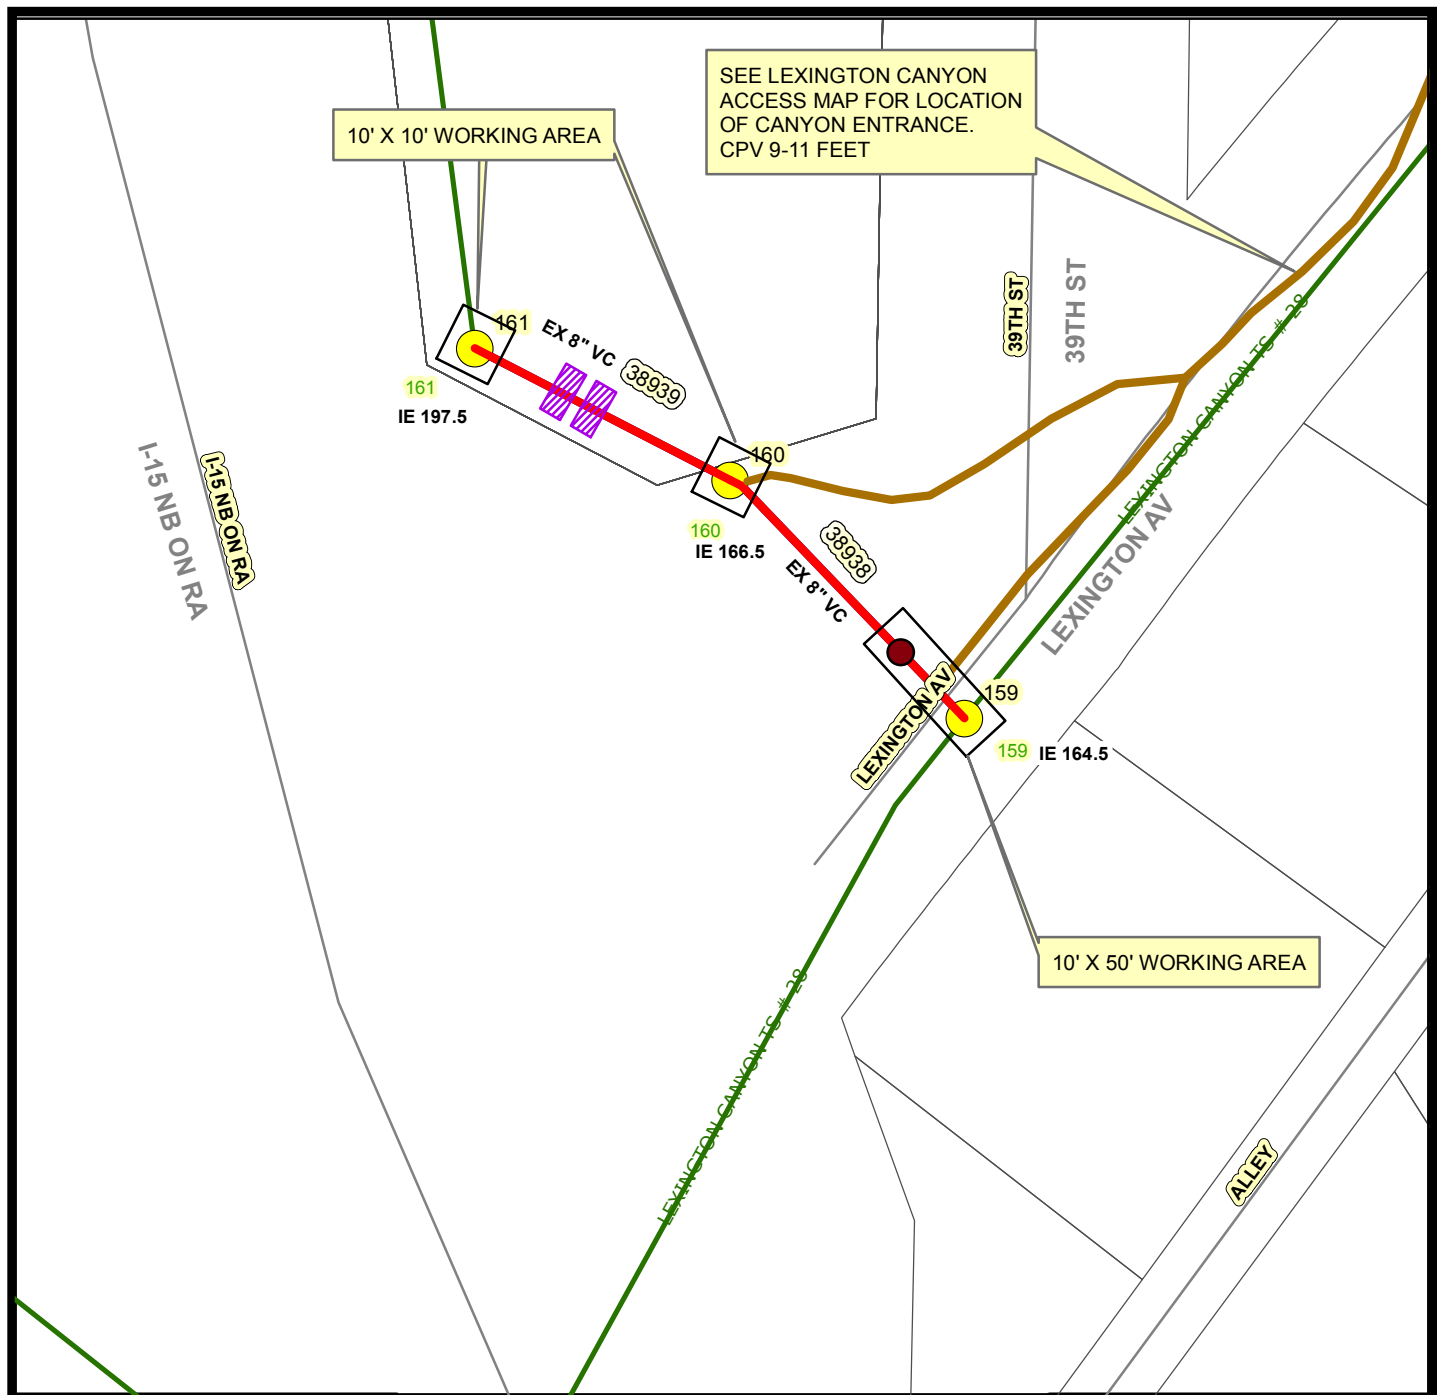 SEE LEXINGTON CANYON
ACCESS MAP FOR LOCATION
OF CANYON ENTRANCE.
CPV 9-11 FEET
10' X 10' WORKING AREA
39TH ST
39TH ST
161
EX 8" VC
38939
161
IE 197.5
LEXINGTON CANYON TS # 28
160
160
IE 166.5
I-15 NB ON RA
I-15 NB ON RA
38938
EX 8" VC
LEXINGTON AV
LEXINGTON AV
159
159
IE 164.5
10' X 50' WORKING AREA
LEXINGTON CANYON TS # 28
ALLEY